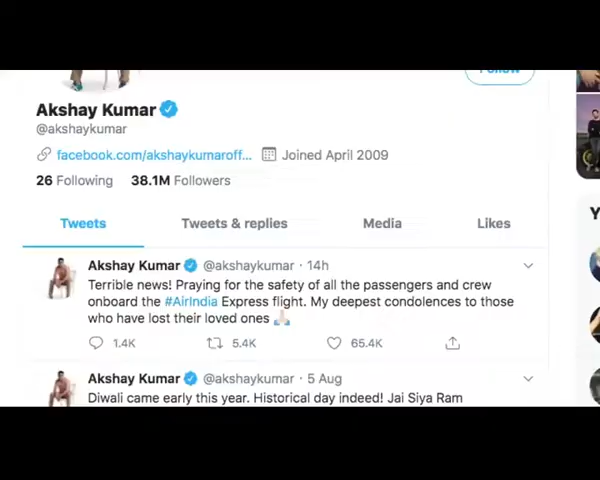 Follow
Akshay Kumar
@akshaykumar
facebook.com/akshaykumaroff... Joined April 2009
26 Following 38.1M Followers
Tweets Tweets & replies Media Likes
Akshay Kumar @akshaykumar · 14h
Terrible news! Praying for the safety of all the passengers and crew
onboard the #AirIndia Express flight. My deepest condolences to those
who have lost their loved ones 🙏🏻
1.4K 5.4K 65.4K
Akshay Kumar @akshaykumar · 5 Aug
Diwali came early this year. Historical day indeed! Jai Siya Ram